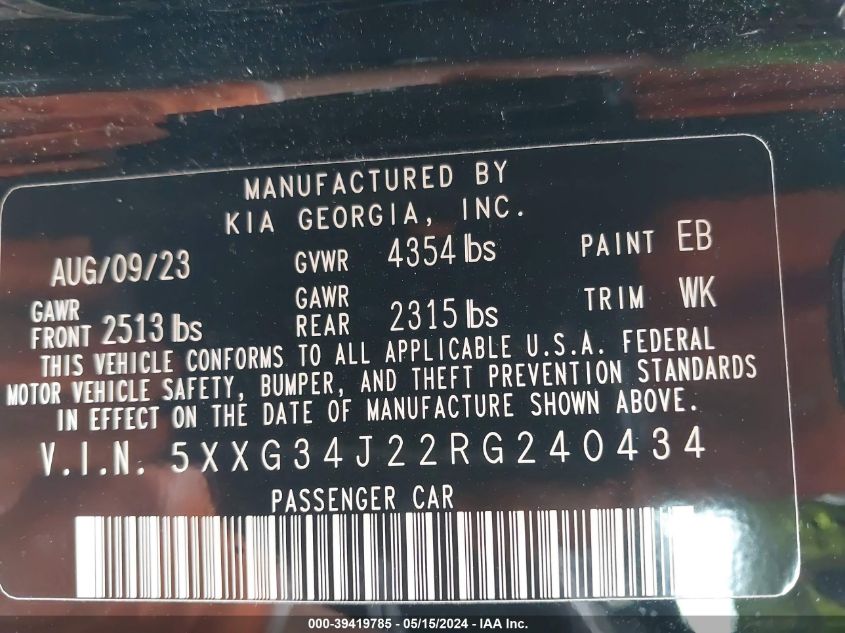 MANUFACTURED BY
KIA GEORGIA, INC.
AUG/09/23 GVWR 4354 lbs PAINT EB
GAWR FRONT 2513 lbs GAWR REAR 2315 lbs TRIM WK
THIS VEHICLE CONFORMS TO ALL APPLICABLE U.S.A. FEDERAL
MOTOR VEHICLE SAFETY, BUMPER, AND THEFT PREVENTION STANDARDS
IN EFFECT ON THE DATE OF MANUFACTURE SHOWN ABOVE.
V.I.N. 5XXG34J22RG240434
PASSENGER CAR
000-39419785 - 05/15/2024 - IAA Inc.